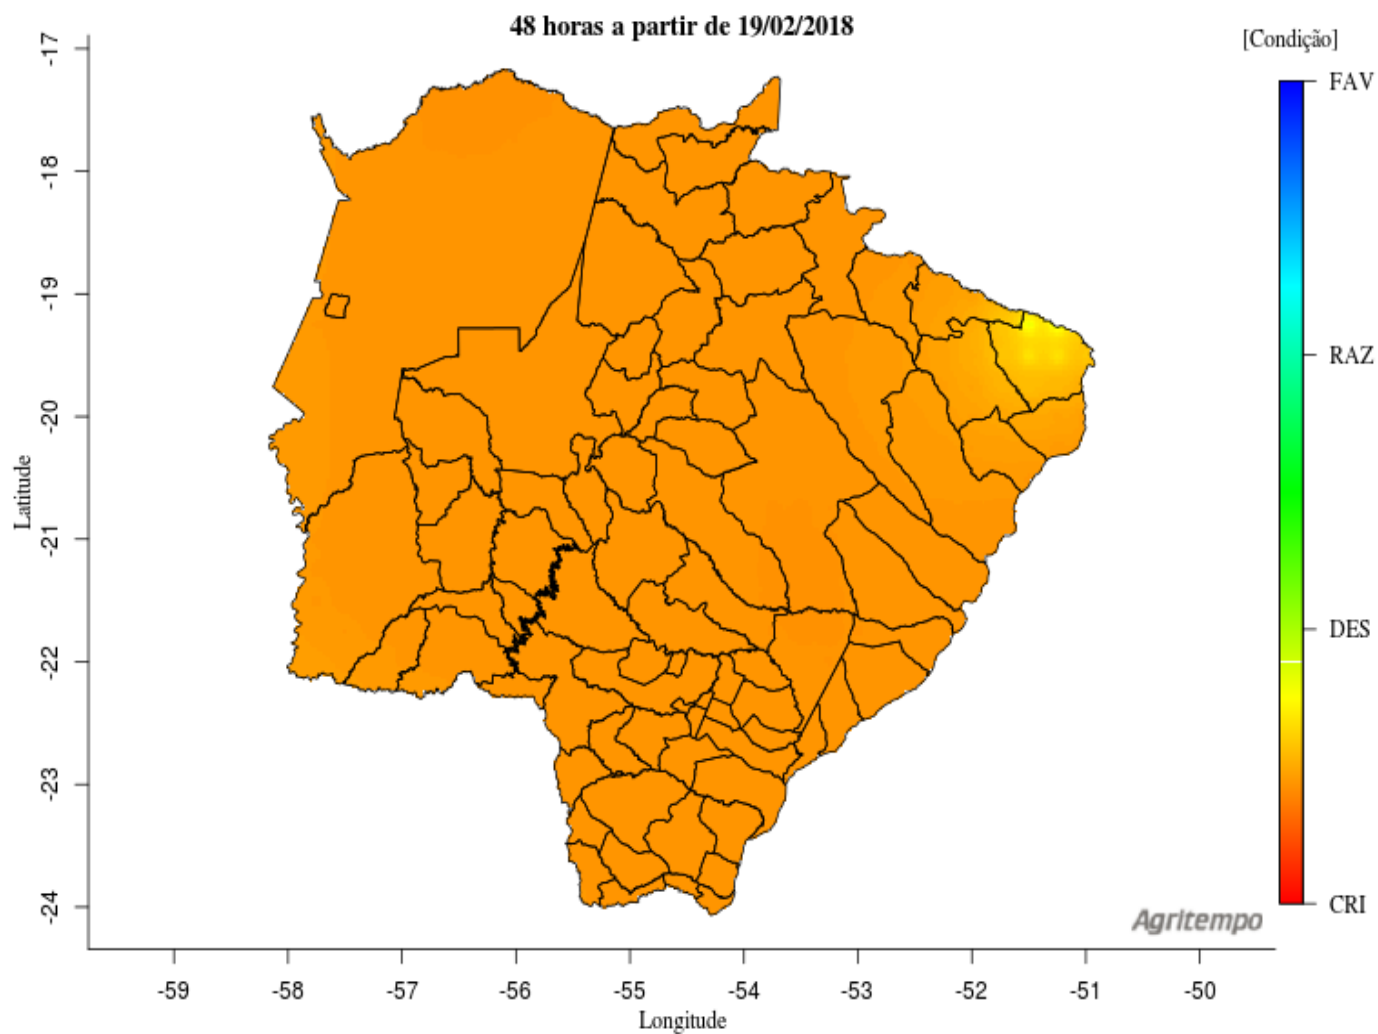 48 horas a partir de 19/02/2018
[Condição]
FAV
RAZ
DES
CRI
-17
-18
-19
-20
-21
-22
-23
-24
Latitude
Agritempo
-59 -58 -57 -56 -55 -54 -53 -52 -51 -50
Longitude